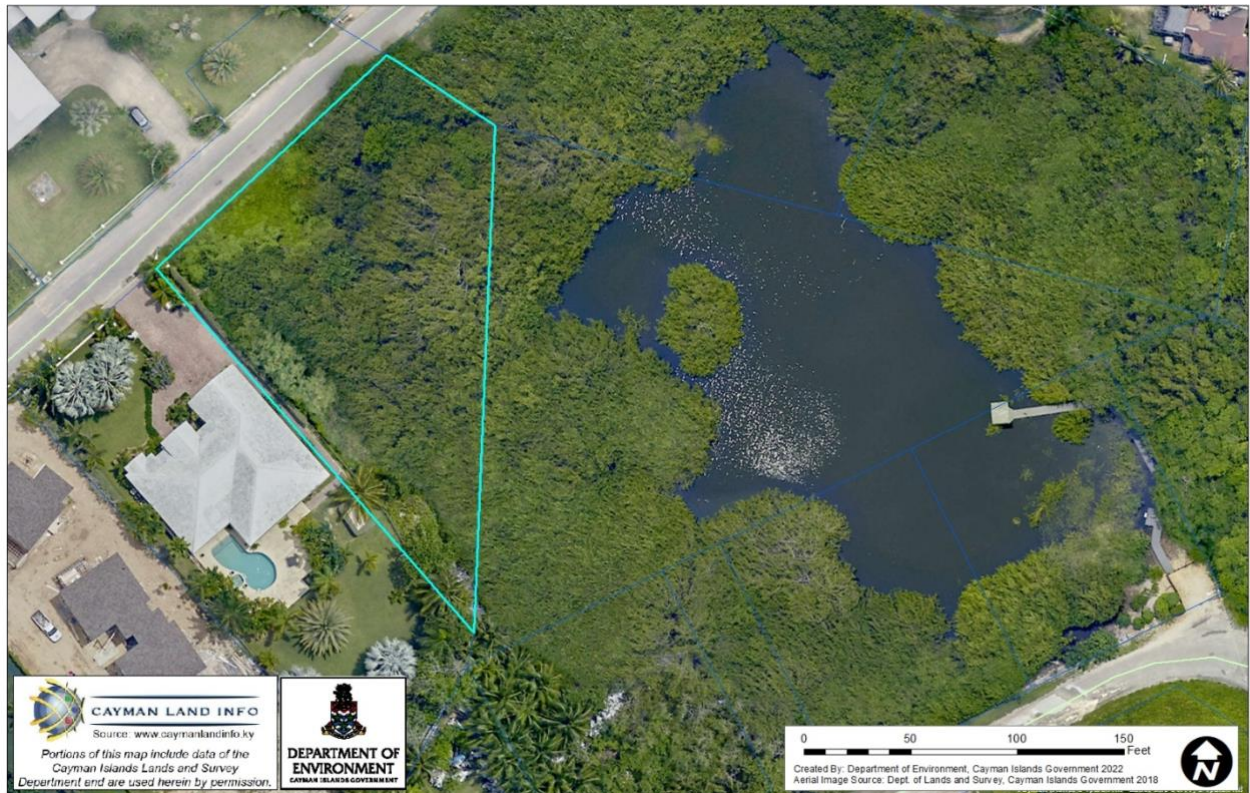 CAYMAN LAND INFO
Source: www.caymanlandinfo.ky
Portions of this map include data of the
Cayman Islands Lands and Survey
Department and are used herein by permission.
DEPARTMENT OF
ENVIRONMENT
CAYMAN ISLANDS GOVERNMENT
0 50 100 150
Feet
Created By: Department of Environment, Cayman Islands Government 2022
Aerial Image Source: Dept. of Lands and Survey, Cayman Islands Government 2018
N